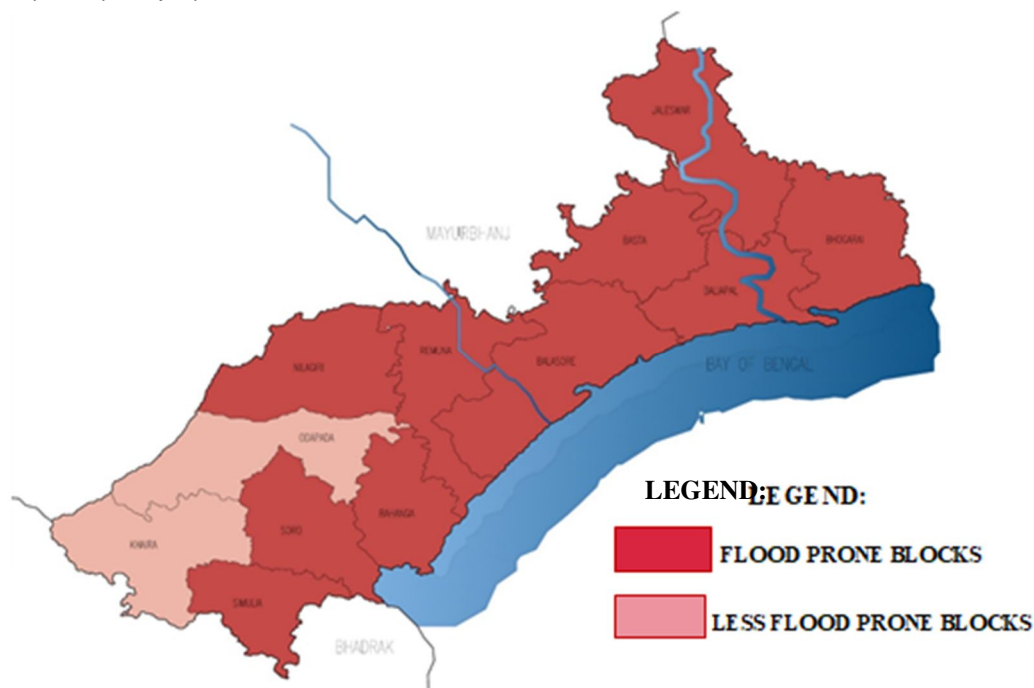 JALESWAR
MAYURBHANJ
BASTA
BHOGARAI
BALIAPAL
REMUNA
BALASORE
BAY OF BENGAL
NILAGIRI
ODAPADA
LEGEND:
LEGEND:
BAHANGA
SORO
KHAIRA
FLOOD PRONE BLOCKS
SIMULIA
LESS FLOOD PRONE BLOCKS
BHADRAK